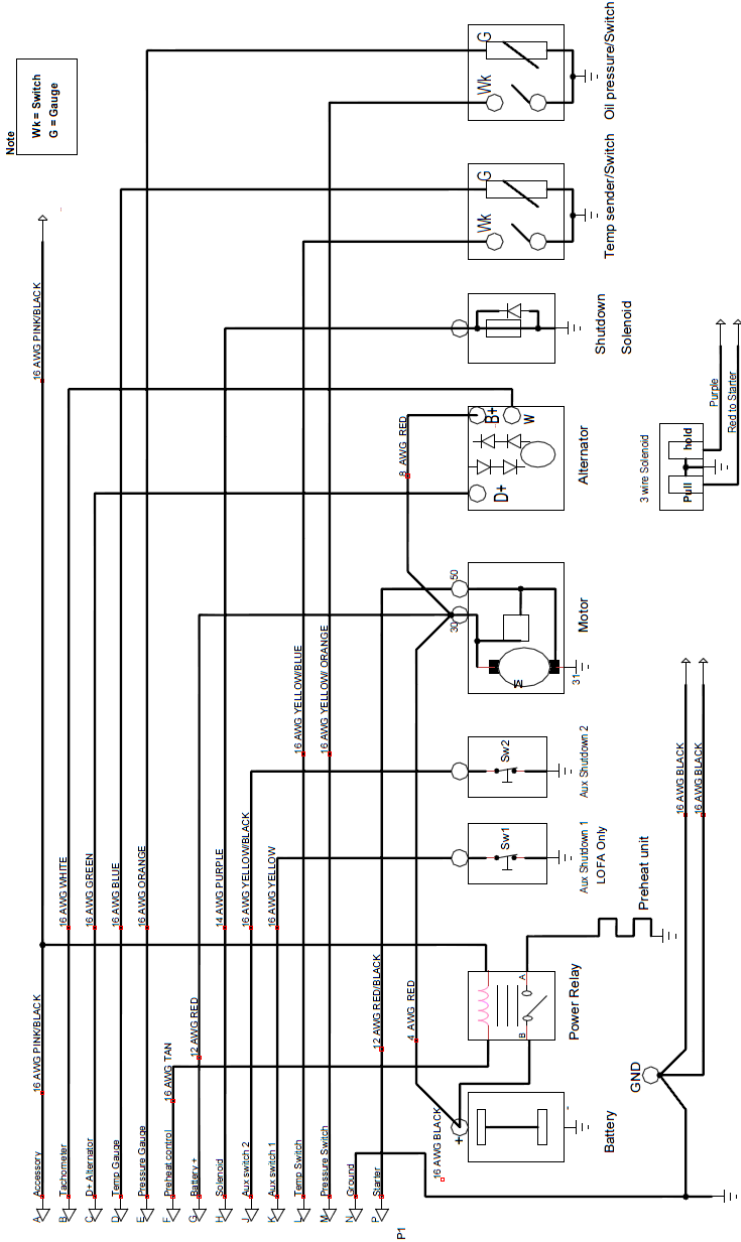 Note
Wk = Switch
G = Gauge
A
Accessory
16 AWG PINK/BLACK
16 AWG PINK/BLACK
B
Tachometer
16 AWG WHITE
C
D+ Alternator
16 AWG GREEN
D
Temp Gauge
16 AWG BLUE
E
Pressure Gauge
16 AWG ORANGE
F
Preheat control
16 AWG TAN
G
Battery +
12 AWG RED
H
Solenoid
14 AWG PURPLE
J
Aux switch 2
16 AWG YELLOW/BLACK
K
Aux switch 1
16 AWG YELLOW
L
Temp Switch
16 AWG YELLOW/BLUE
M
Pressure Switch
16 AWG YELLOW/ORANGE
N
Ground
16 AWG BLACK
P
Starter
12 AWG RED/BLACK
P1
4 AWG RED
8 AWG RED
+
Battery
B
A
Power Relay
Preheat unit
Sw1
Aux Shutdown 1
LOFA Only
Sw2
Aux Shutdown 2
30
50
M
31
Motor
D+
B+
W
Alternator
Shutdown
Solenoid
Wk
G
Temp sender/Switch
Wk
G
Oil pressure/Switch
3 wire Solenoid
Pull
hold
Purple
Red to Starter
GND
16 AWG BLACK
16 AWG BLACK